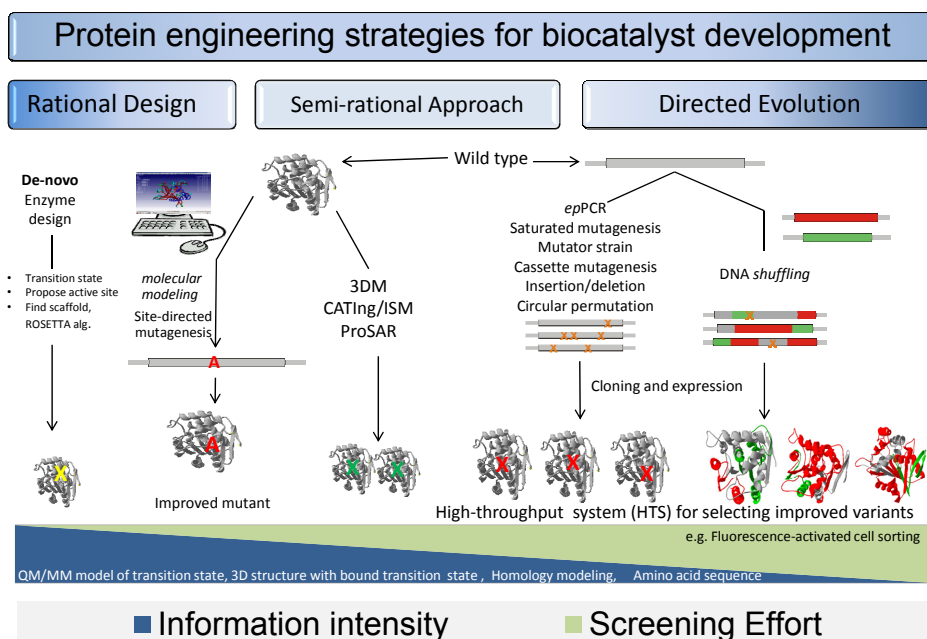 Protein engineering strategies for biocatalyst development
Rational Design
Semi-rational Approach
Directed Evolution
Wild type
De-novo
Enzyme
design
• Transition state
• Propose active site
• Find scaffold,
ROSETTA alg.
molecular
modeling
Site-directed
mutagenesis
A
A
Improved mutant
X
3DM
CATIng/ISM
ProSAR
X X
epPCR
Saturated mutagenesis
Mutator strain
Cassette mutagenesis
Insertion/deletion
Circular permutation
X
X X X
X X
DNA shuffling
X
X
Cloning and expression
X X X
High-throughput system (HTS) for selecting improved variants
e.g. Fluorescence-activated cell sorting
QM/MM model of transition state, 3D structure with bound transition state , Homology modeling, Amino acid sequence
Information intensity
Screening Effort